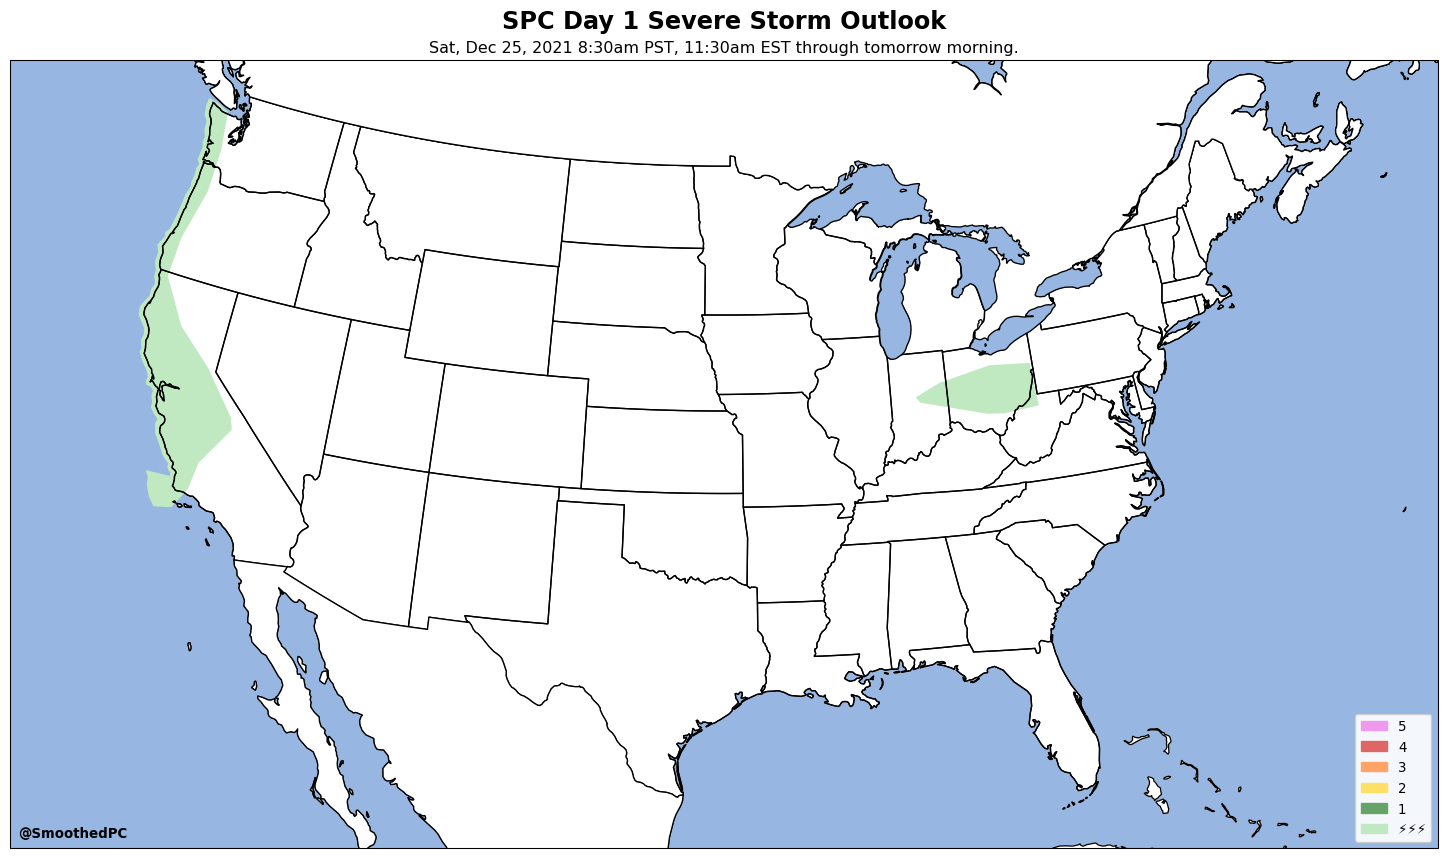 SPC Day 1 Severe Storm Outlook
Sat, Dec 25, 2021 8:30am PST, 11:30am EST through tomorrow morning.
5
4
3
2
1
⚡⚡⚡
@SmoothedPC